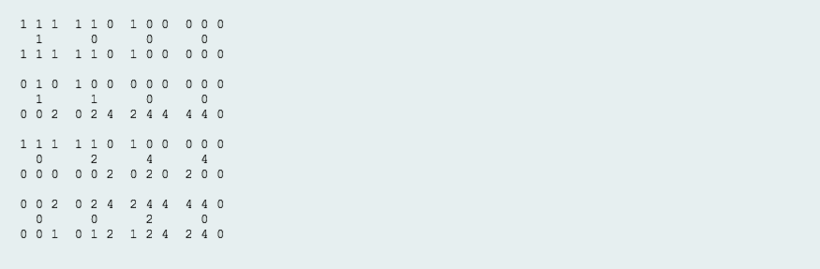 1 1 1 1 1 0 1 0 0 0 0 0
1 0 0 0
1 1 1 1 1 0 1 0 0 0 0 0
0 1 0 1 0 0 0 0 0 0 0 0
1 1 0 0
0 0 2 0 2 4 2 4 4 4 4 0
1 1 1 1 1 0 1 0 0 0 0 0
0 2 4 4
0 0 0 0 0 2 0 2 0 2 0 0
0 0 2 0 2 4 2 4 4 4 4 0
0 0 2 0
0 0 1 0 1 2 1 2 4 2 4 0